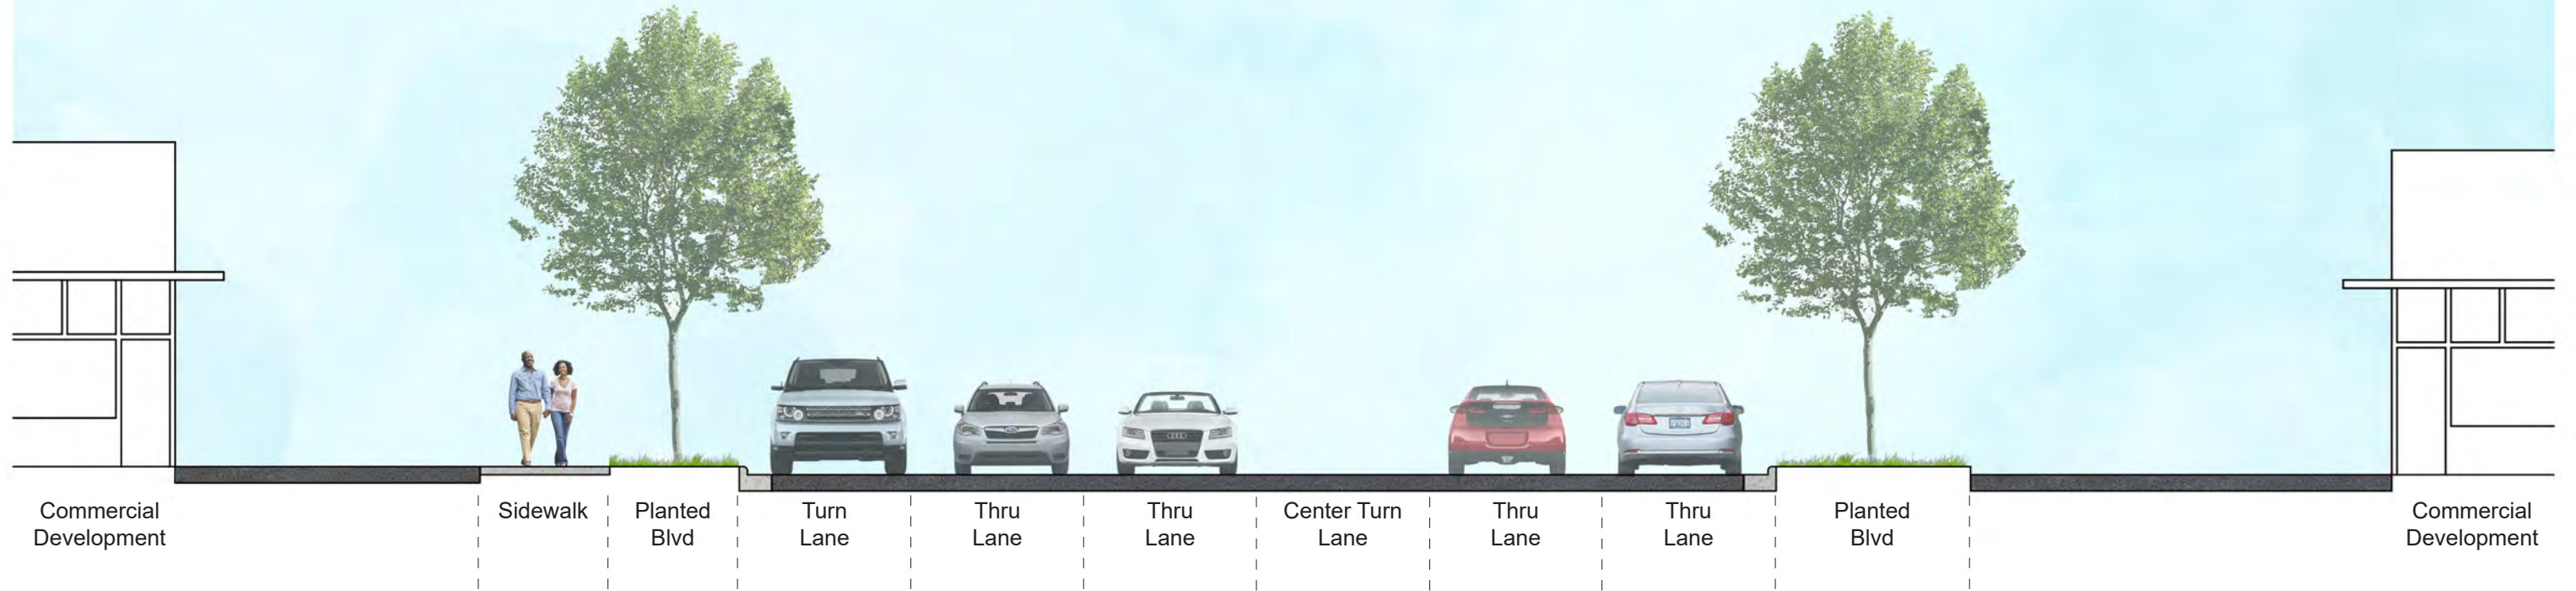 Commercial
Development
Sidewalk
Planted
Blvd
Turn
Lane
Thru
Lane
Thru
Lane
Center Turn
Lane
Thru
Lane
Thru
Lane
Planted
Blvd
Commercial
Development